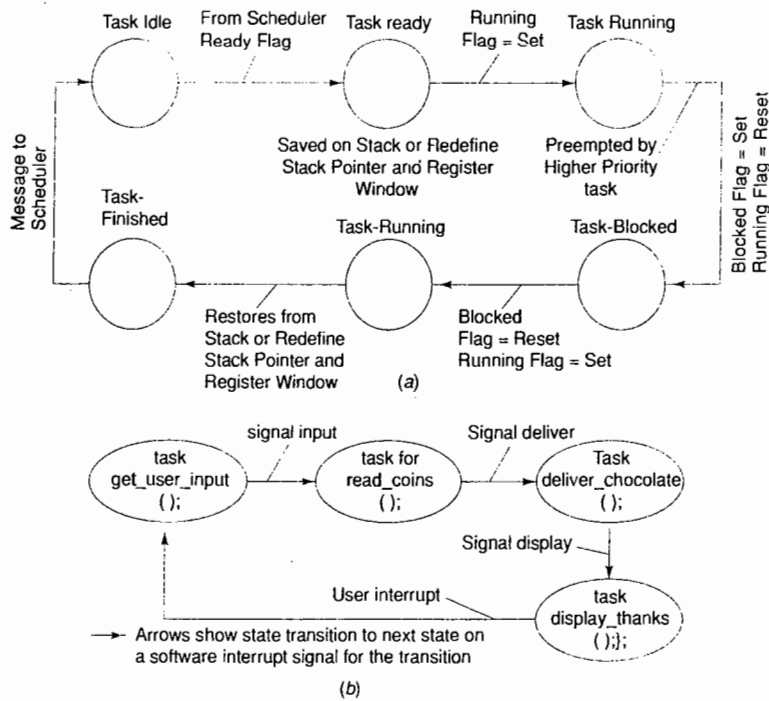 Task Idle
From Scheduler
Ready Flag
Task ready
Running
Flag = Set
Task Running
Message to
Scheduler
Saved on Stack or Redefine
Stack Pointer and Register
Window
Preempted by
Higher Priority
task
Blocked Flag = Set
Running Flag = Reset
Task-
Finished
Task-Running
Task-Blocked
Restores from
Stack or Redefine
Stack Pointer and
Register Window
Blocked
Flag = Reset
Running Flag = Set
(a)
task
get_user_input
( );
signal input
task for
read_coins
( );
Signal deliver
Task
deliver_chocolate
( );
Signal display
User interrupt
task
display_thanks
( );};
Arrows show state transition to next state on
a software interrupt signal for the transition
(b)